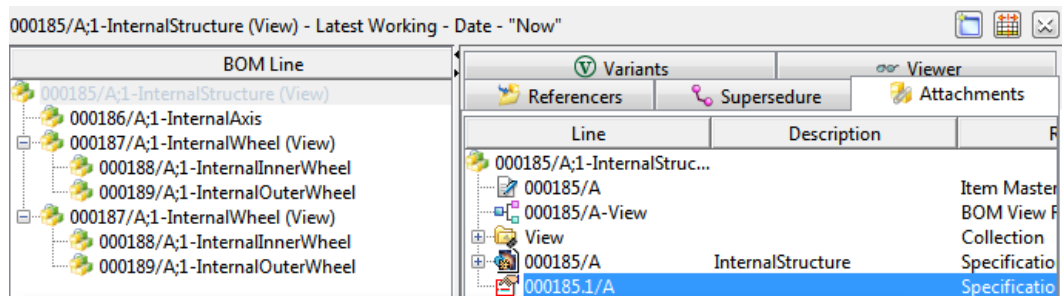 000185/A;1-InternalStructure (View) - Latest Working - Date - "Now"
BOM Line
000185/A;1-InternalStructure (View)
000186/A;1-InternalAxis
000187/A;1-InternalWheel (View)
000188/A;1-InternalInnerWheel
000189/A;1-InternalOuterWheel
000187/A;1-InternalWheel (View)
000188/A;1-InternalInnerWheel
000189/A;1-InternalOuterWheel
Variants Viewer
Referencers Supersedure Attachments
Line Description
000185/A;1-InternalStruc...
000185/A Item Master
000185/A-View BOM View
View Collection
000185/A InternalStructure Specificatio
000185.1/A Specificatio